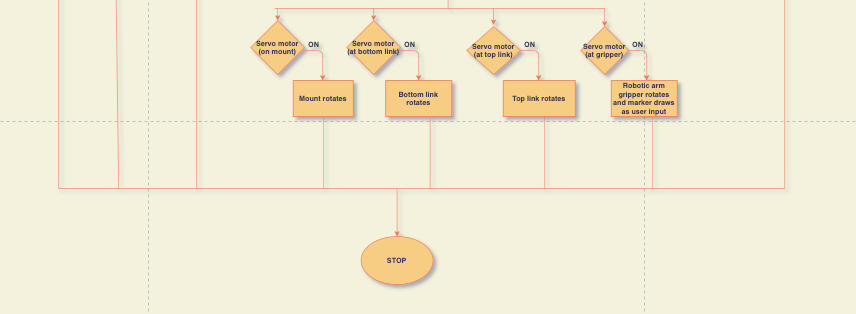 Servo motor
(on mount)
ON
Servo motor
(at bottom link)
ON
Servo motor
(at top link)
ON
Servo motor
(at gripper)
ON
Mount rotates
Bottom link
rotates
Top link rotates
Robotic arm
gripper rotates
and marker draws
as user input
STOP